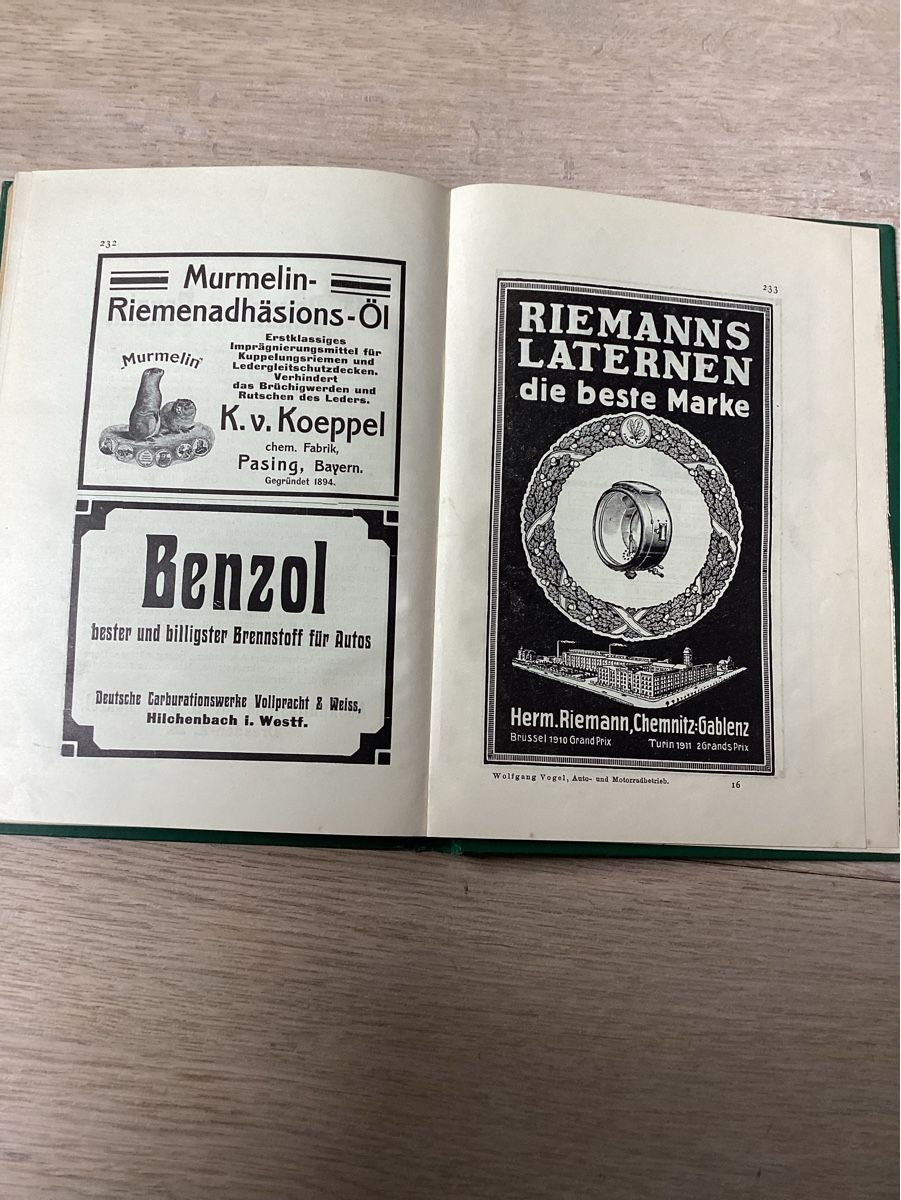 232
Murmelin-
Riemenadhäsions-Öl
Erstklassiges
Imprägnierungsmittel für
Kuppelungsriemen und
Ledergleitschutzdecken.
Verhindert
das Brüchigwerden und
Rutschen des Leders.
„Murmelin“
K. v. Koeppel
chem. Fabrik,
Pasing, Bayern.
Gegründet 1894.
Benzol
bester und billigster Brennstoff für Autos
Deutsche Carburationswerke Vollpracht & Weiss,
Hilchenbach i. Westf.
233
RIEMANNS
LATERNEN
die beste Marke
Herm. Riemann, Chemnitz-Gablenz
Brüssel 1910 Grand Prix Turin 1911 2 Grands Prix
Wolfgang Vogel, Auto- und Motorradbetrieb.
16